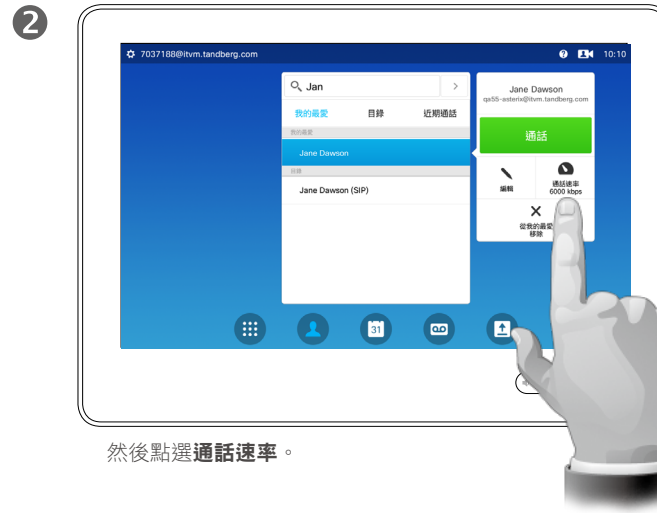 2
7037188@itvm.tandberg.com
10:10
Jan
我的最愛 目錄 近期通話
我的最愛
Jane Dawson
目錄
Jane Dawson (SIP)
Jane Dawson
qa55-asterix@itvm.tandberg.com
通話
編輯
通話速率
6000 kbps
從我的最愛
移除
31
然後點選通話速率。